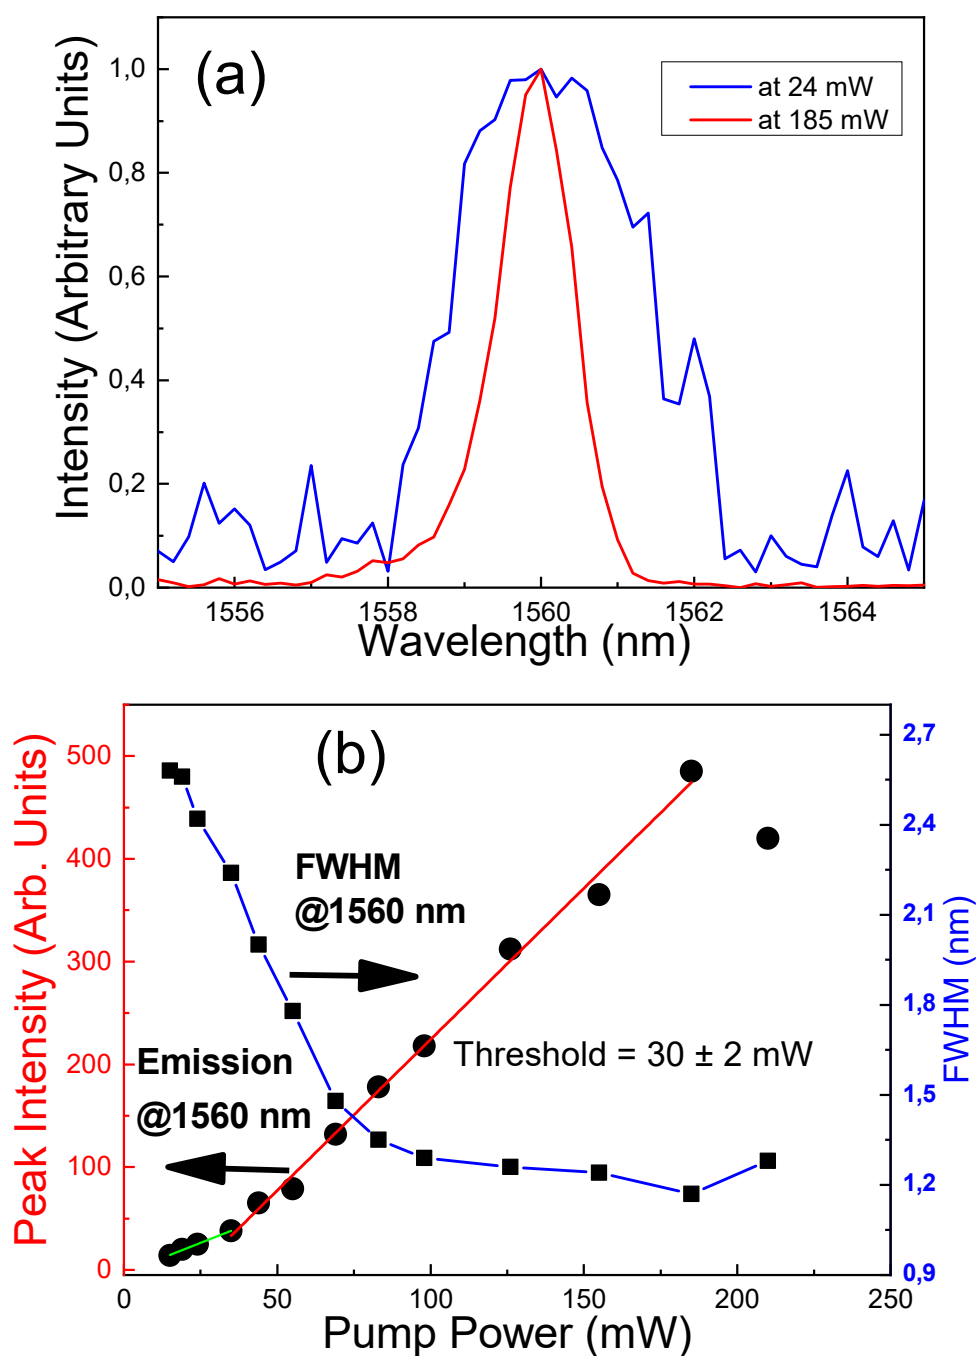 (a)
at 24 mW
at 185 mW
Intensity (Arbitrary Units)
1,0
0,8
0,6
0,4
0,2
0,0
1556 1558 1560 1562 1564
Wavelength (nm)
(b)
Peak Intensity (Arb. Units)
500
400
300
200
100
0
FWHM
@1560 nm
Emission
@1560 nm
Threshold = 30 ± 2 mW
2,7
2,4
2,1
1,8
1,5
1,2
0,9
FWHM (nm)
0 50 100 150 200 250
Pump Power (mW)